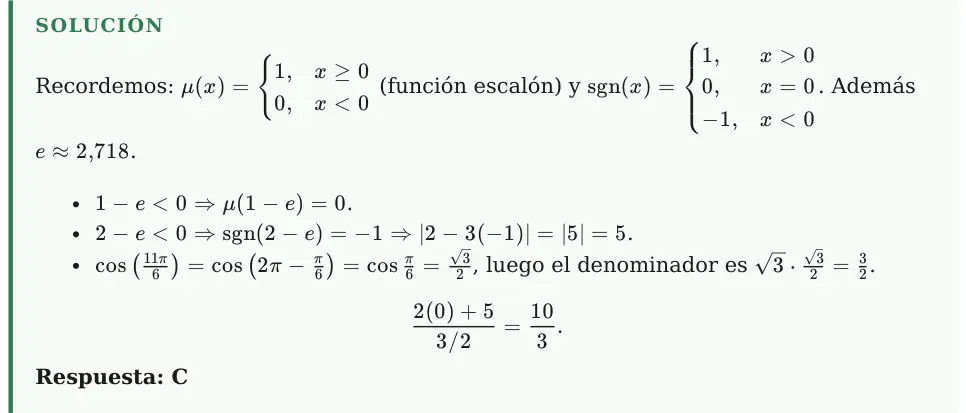 SOLUCIÓN
Recordemos: μ(x) = {1, x ≥ 0; 0, x < 0 (función escalón) y sgn(x) = {1, x > 0; 0, x = 0; −1, x < 0. Además
e ≈ 2,718.
• 1 − e < 0 ⇒ μ(1 − e) = 0.
• 2 − e < 0 ⇒ sgn(2 − e) = −1 ⇒ |2 − 3(−1)| = |5| = 5.
• cos(11π/6) = cos(2π − π/6) = cos π/6 = √3/2, luego el denominador es √3 · √3/2 = 3/2.
2(0) + 5 / 3/2 = 10/3.
Respuesta: C